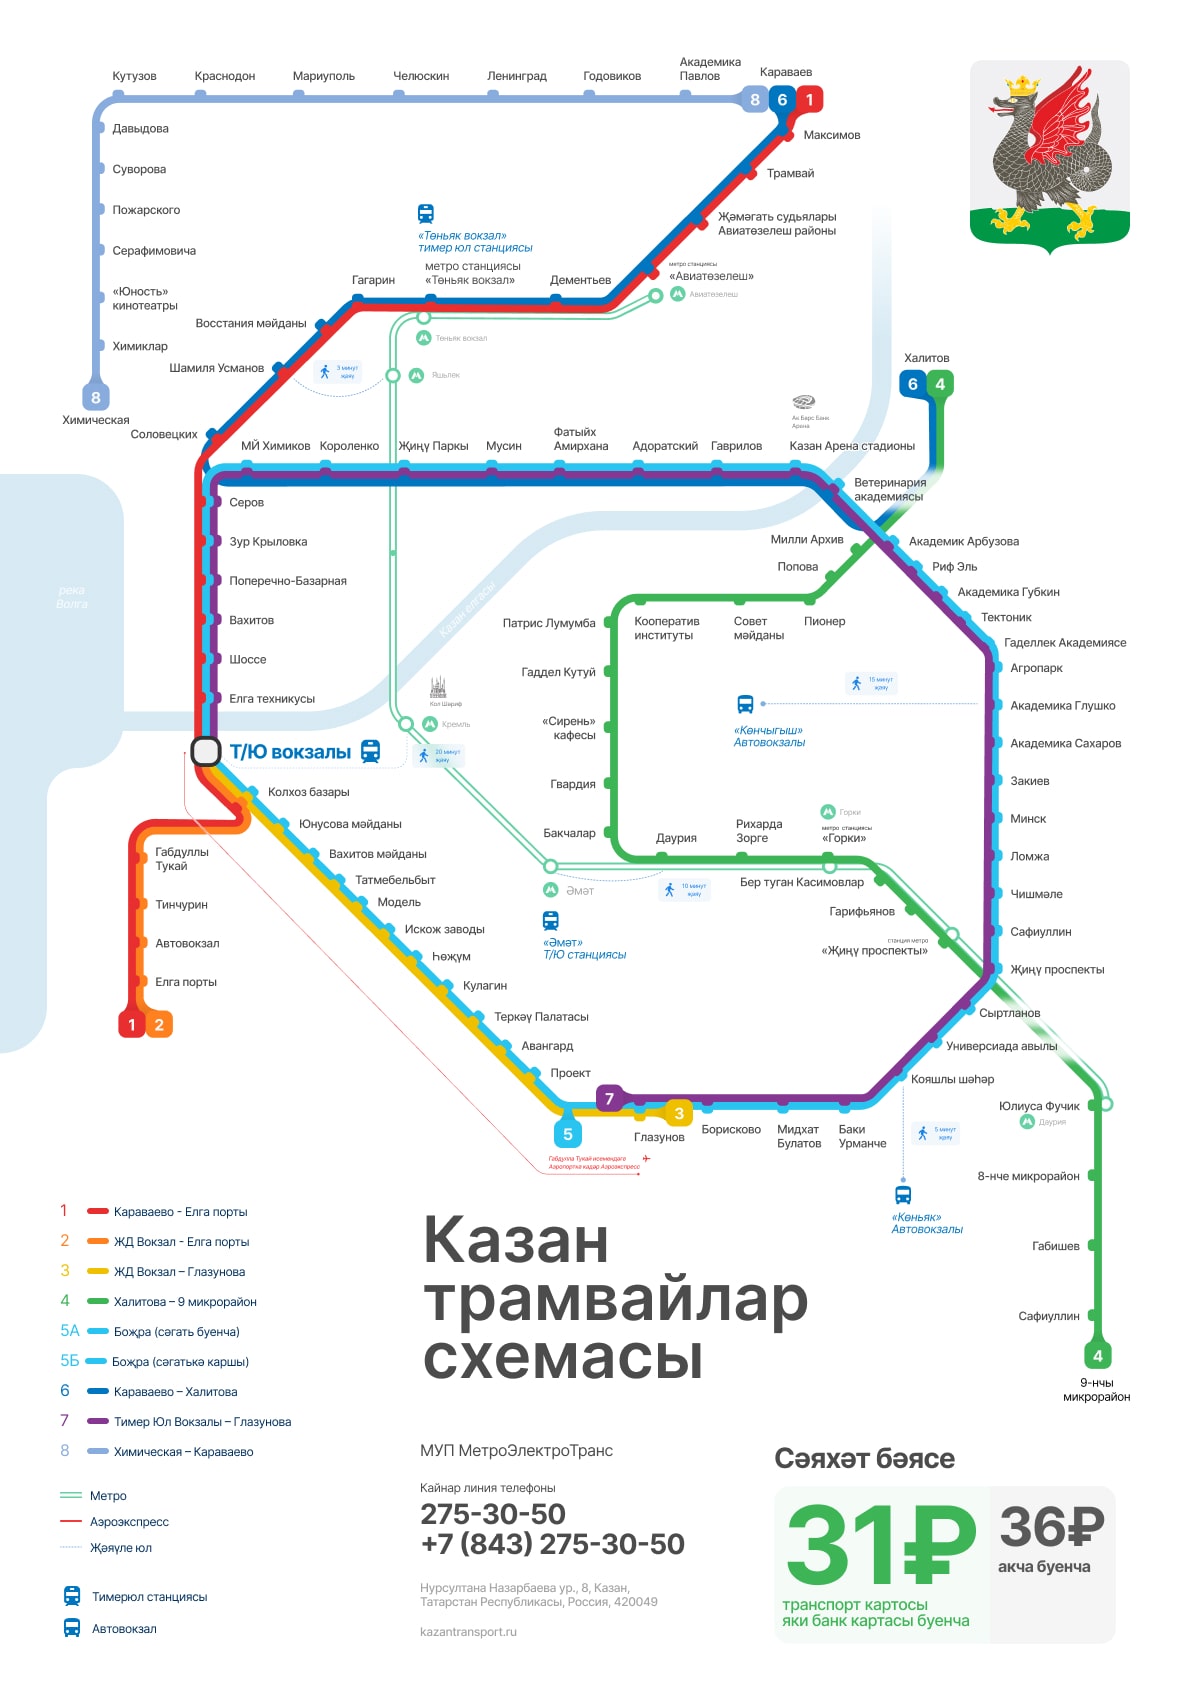 Кутузов
Краснодон
Мариуполь
Челюскин
Ленинград
Годовиков
Академика
Павлов
Караваев
8
6
1
Давыдова
Суворова
Пожарского
Серафимовича
«Юность»
кинотеатры
Химиклар
8
Химическая
Максимов
Трамвай
Җәмәгать судьялары
Авиатөзелеш районы
метро станциясы
«Авиатөзелеш»
Авиатөзелеш
«Төньяк вокзал»
тимер юл станциясы
метро станциясы
«Төньяк вокзал»
Дементьев
Гагарин
Төньяк вокзал
Восстания мәйданы
Шамиля Усманов
3 минут
җәяү
Яшьлек
Соловецких
Халитов
6
4
Ак Барс Банк
Арена
МЙ Химиков
Короленко
Җиңү Паркы
Мусин
Фатыйх
Амирхана
Адоратский
Гаврилов
Казан Арена стадионы
Ветеринария
академиясы
Серов
Зур Крыловка
Поперечно-Базарная
Вахитов
Шоссе
Елга техникусы
река
Волга
Казан елгасы
Милли Архив
Попова
Академик Арбузова
Риф Эль
Академика Губкин
Тектоник
Гаделлек Академиясе
Агропарк
Академика Глушко
Академика Сахаров
Закиев
Минск
Ломжа
Чишмәле
Сафиуллин
Җиңү проспекты
Патрис Лумумба
Кооператив
институты
Совет
мәйданы
Пионер
Гаддел Кутуй
«Сирень»
кафесы
Гвардия
Бакчалар
15 минут
җәяү
«Көнчыгыш»
Автовокзалы
Кол Шәриф
Кремль
20 минут
җәяү
Т/Ю вокзалы
Колхоз базары
Юнусова мәйданы
Вахитов мәйданы
Татмебельбыт
Модель
Искож заводы
Һөҗүм
Кулагин
Теркәү Палатасы
Авангард
Проект
Габдуллы
Тукай
Тинчурин
Автовокзал
Елга порты
1
2
Даурия
Рихарда
Зорге
Горки
метро станциясы
«Горки»
Бер туган Касимовлар
10 минут
җәяү
Әмәт
«Әмәт»
Т/Ю станциясы
Гарифьянов
станция метро
«Җиңү проспекты»
Сыртланов
Универсиада авылы
Кояшлы шәһәр
7
3
5
Глазунов
Борисково
Мидхат
Булатов
Баки
Урманче
5 минут
җәяү
«Көньяк»
Автовокзалы
Габдулла Тукай исемендәге
Аэропортка кадәр Аэроэкспресс
Юлиуса Фучик
Даурия
8-нче микрорайон
Габишев
Сафиуллин
4
9-нчы
микрорайон
1 Караваево - Елга порты
2 ЖД Вокзал - Елга порты
3 ЖД Вокзал – Глазунова
4 Халитова – 9 микрорайон
5А Боҗра (сәгать буенча)
5Б Боҗра (сәгатькә каршы)
6 Караваево – Халитова
7 Тимер Юл Вокзалы – Глазунова
8 Химическая – Караваево
Метро
Аэроэкспресс
Җәяүле юл
Тимерюл станциясы
Автовокзал
Казан
трамвайлар
схемасы
МУП МетроЭлектроТранс
Кайнар линия телефоны
275-30-50
+7 (843) 275-30-50
Нурсултана Назарбаева ур., 8, Казан,
Татарстан Республикасы, Россия, 420049
kazantransport.ru
Сәяхәт бәясе
31₽
транспорт картосы
яки банк картасы буенча
36₽
акча буенча